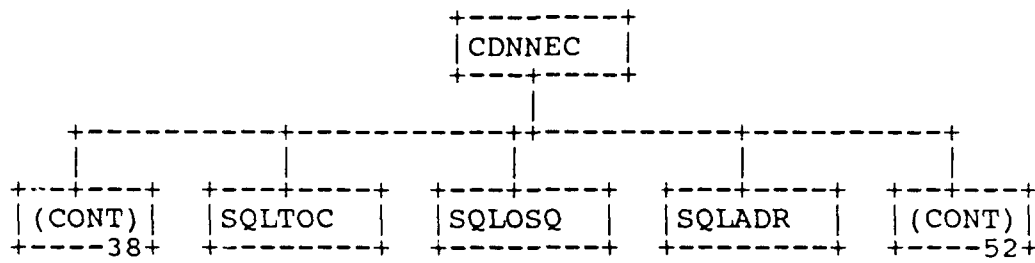 CDNNEC
(CONT) SQLTOC SQLOSQ SQLADR (CONT)
38 52